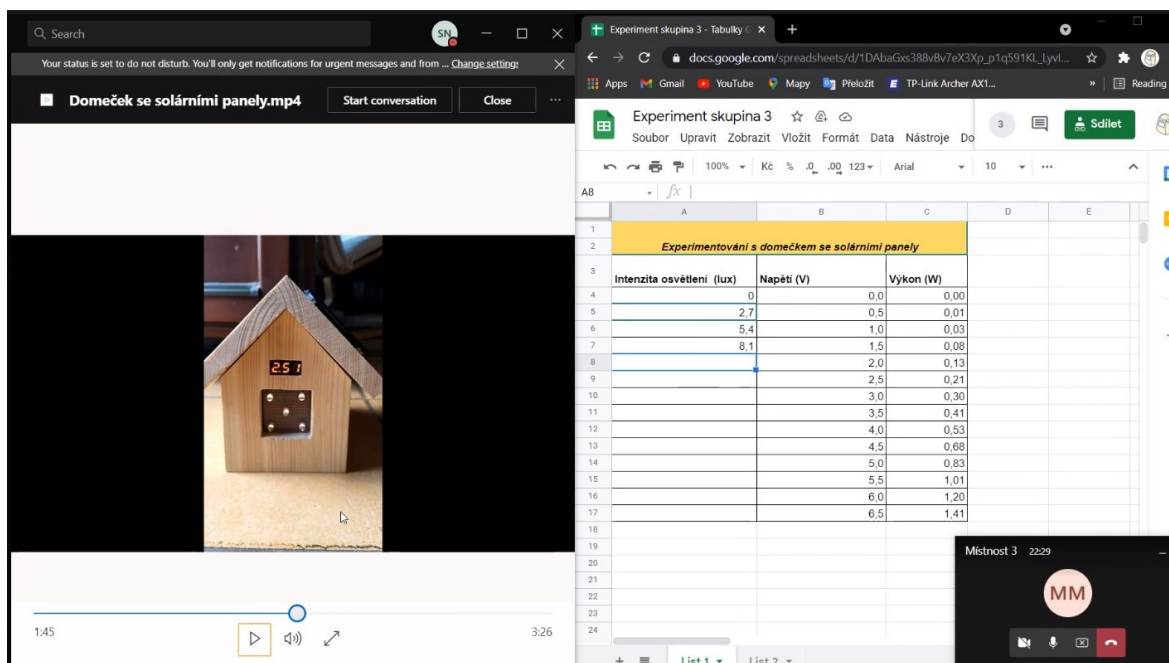 Search
SN
Your status is set to do not disturb. You'll only get notifications for urgent messages and from ... Change settings
Domeček se solárními panely.mp4
Start conversation
Close
...
2.51
1:45
3:26
Experiment skupina 3 - Tabulky G
docs.google.com/spreadsheets/d/1DAbaGxs388vBv7eX3Xp_p1q591KL_Lyvl...
Apps Gmail YouTube Mapy Přeložit TP-Link Archer AX1... » Reading
Experiment skupina 3
Soubor Upravit Zobrazit Vložit Formát Data Nástroje Do
3
Sdílet
100% Kč % .0 .00 123 Arial 10 ...
A8 fx
A B C D E
1
2 Experimentování s domečkem se solárními panely
3 Intenzita osvětlení (lux) Napětí (V) Výkon (W)
4 0 0,0 0,00
5 2,7 0,5 0,01
6 5,4 1,0 0,03
7 8,1 1,5 0,08
8 2,0 0,13
9 2,5 0,21
10 3,0 0,30
11 3,5 0,41
12 4,0 0,53
13 4,5 0,68
14 5,0 0,83
15 5,5 1,01
16 6,0 1,20
17 6,5 1,41
18
19
20
21
22
23
24
List 1 List 2
Místnost 3 22:29
MM